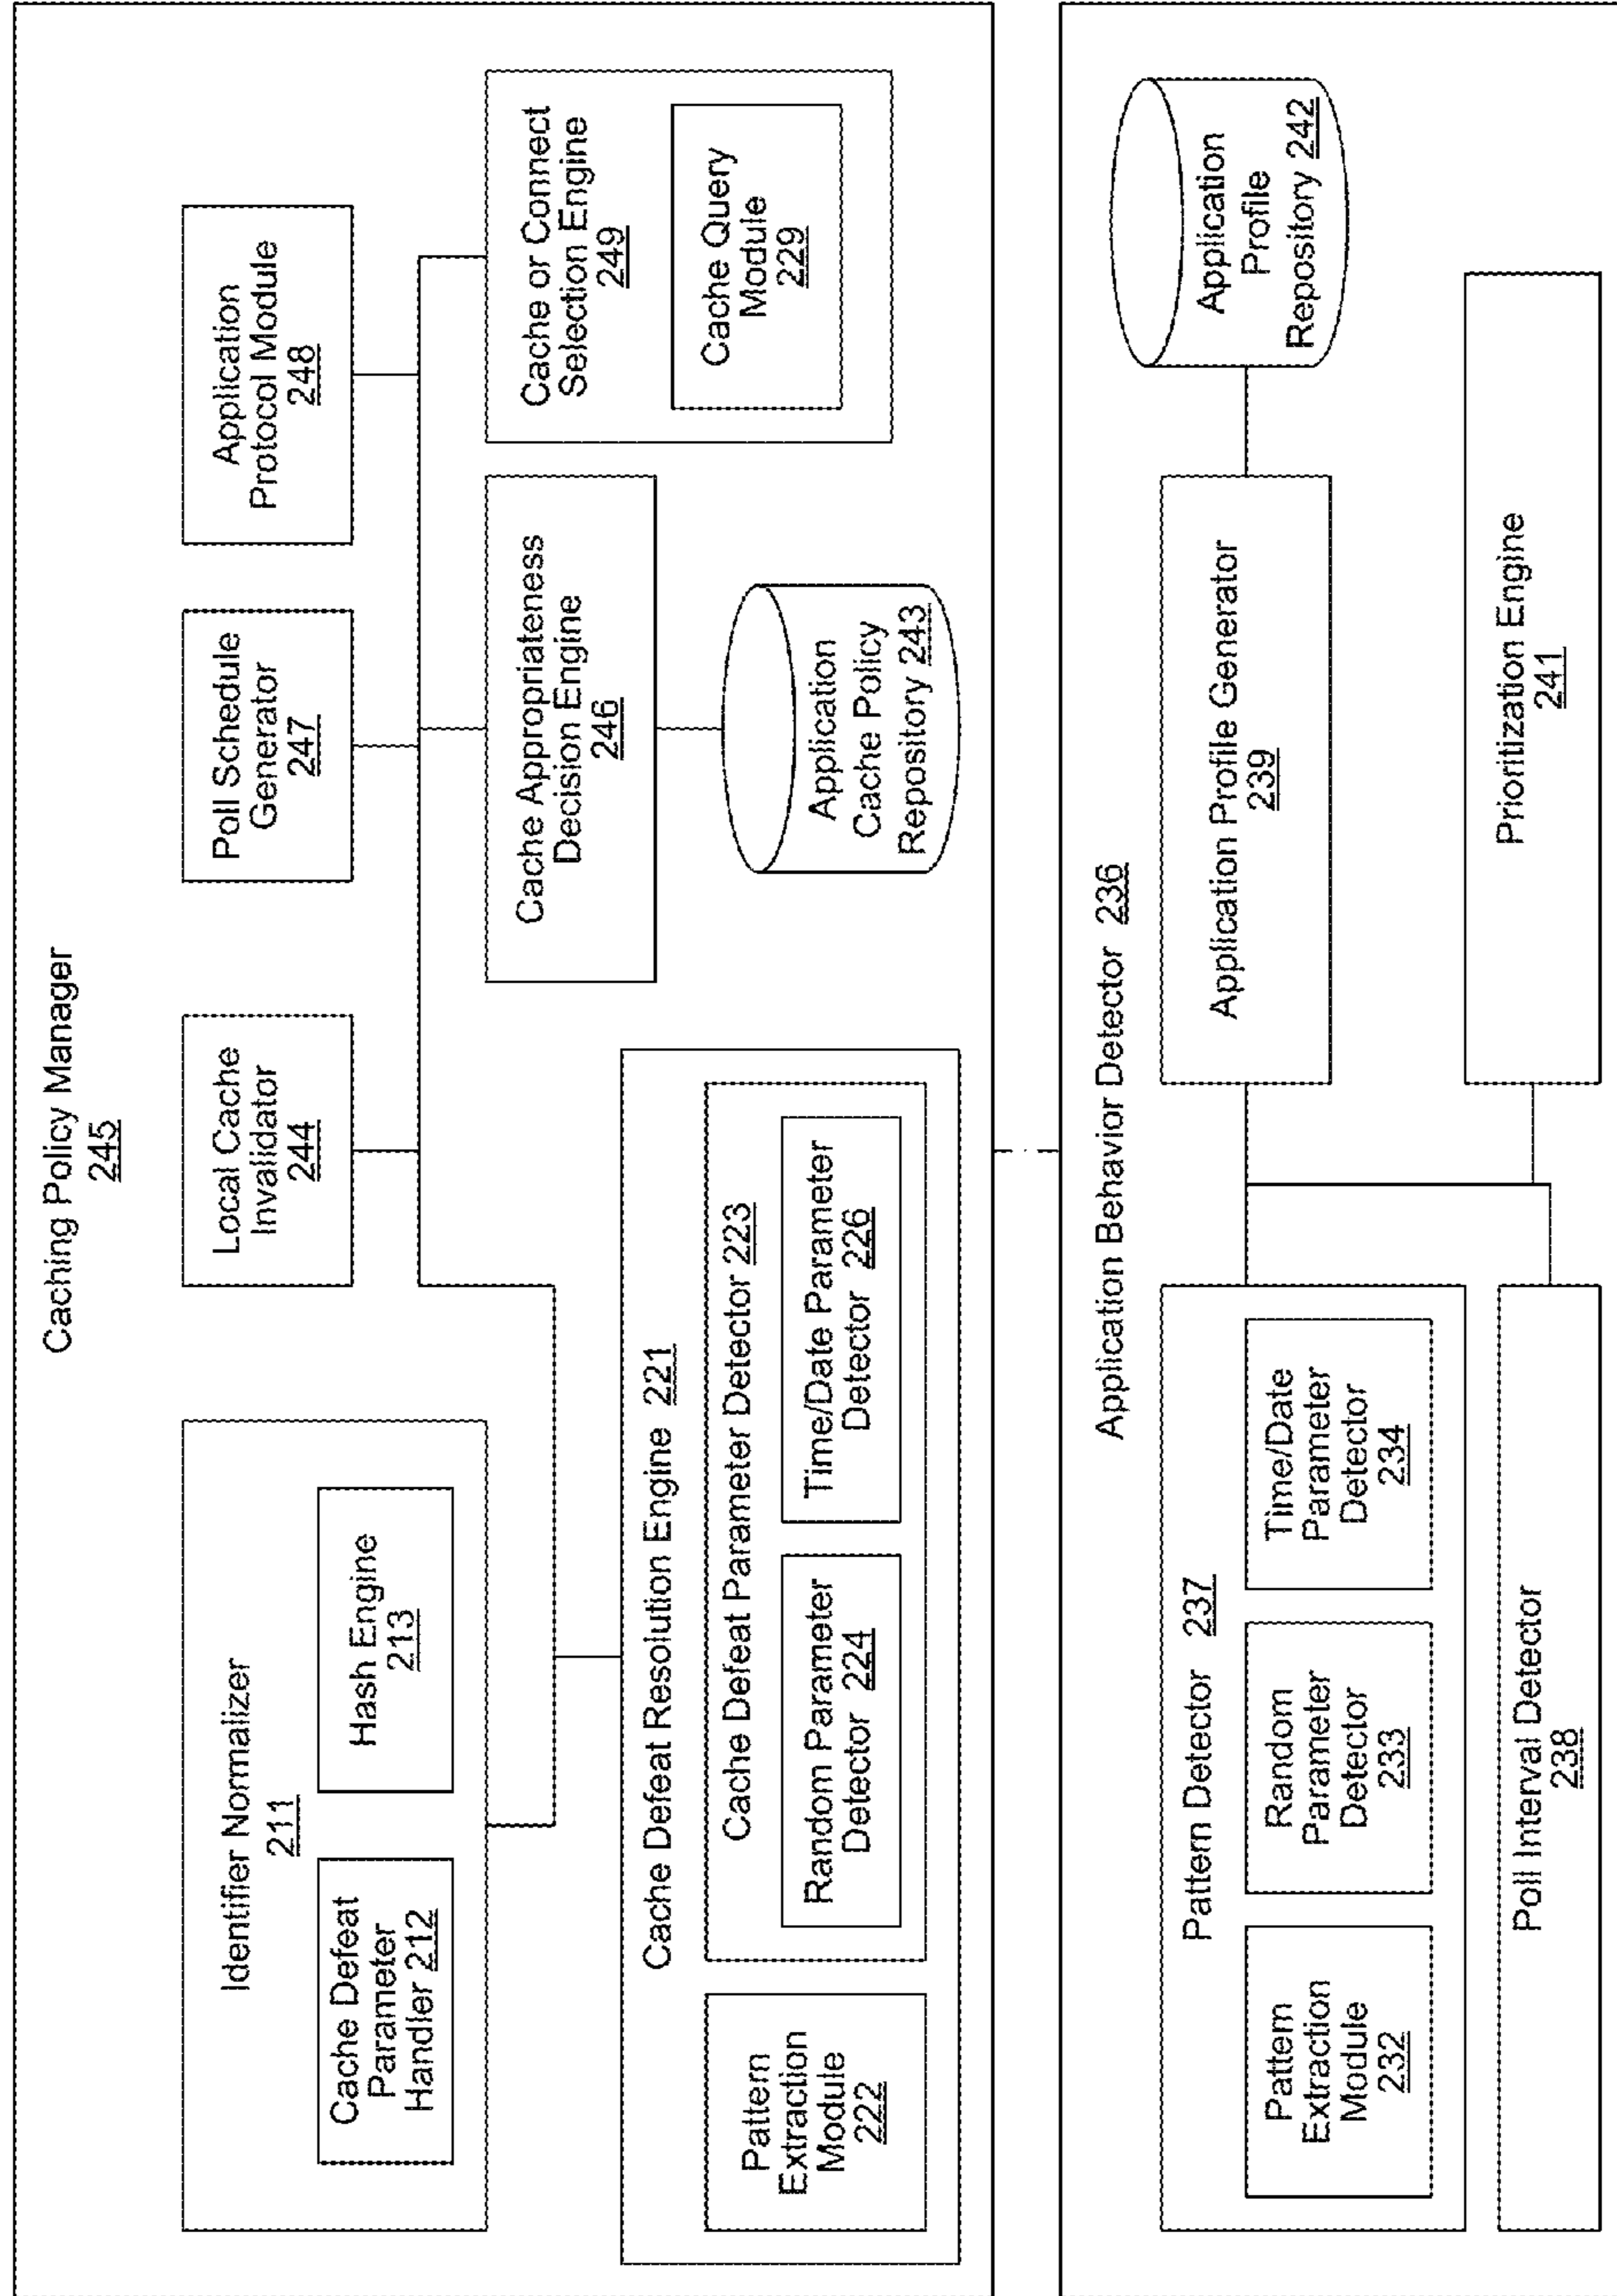 Caching Policy Manager
245
Identifier Normalizer
211
Cache Defeat
Parameter
Handler 212
Hash Engine
213
Local Cache
Invalidator
244
Poll Schedule
Generator
247
Application
Protocol Module
248
Cache Defeat Resolution Engine 221
Pattern
Extraction
Module
222
Cache Defeat Parameter Detector 223
Random Parameter
Detector 224
Time/Date Parameter
Detector 226
Cache Appropriateness
Decision Engine
246
Application
Cache Policy
Repository 243
Cache or Connect
Selection Engine
249
Cache Query
Module
229
Application Behavior Detector 236
Pattern Detector 237
Pattern
Extraction
Module
232
Random
Parameter
Detector
233
Time/Date
Parameter
Detector
234
Poll Interval Detector
238
Application Profile Generator
239
Application
Profile
Repository 242
Prioritization Engine
241